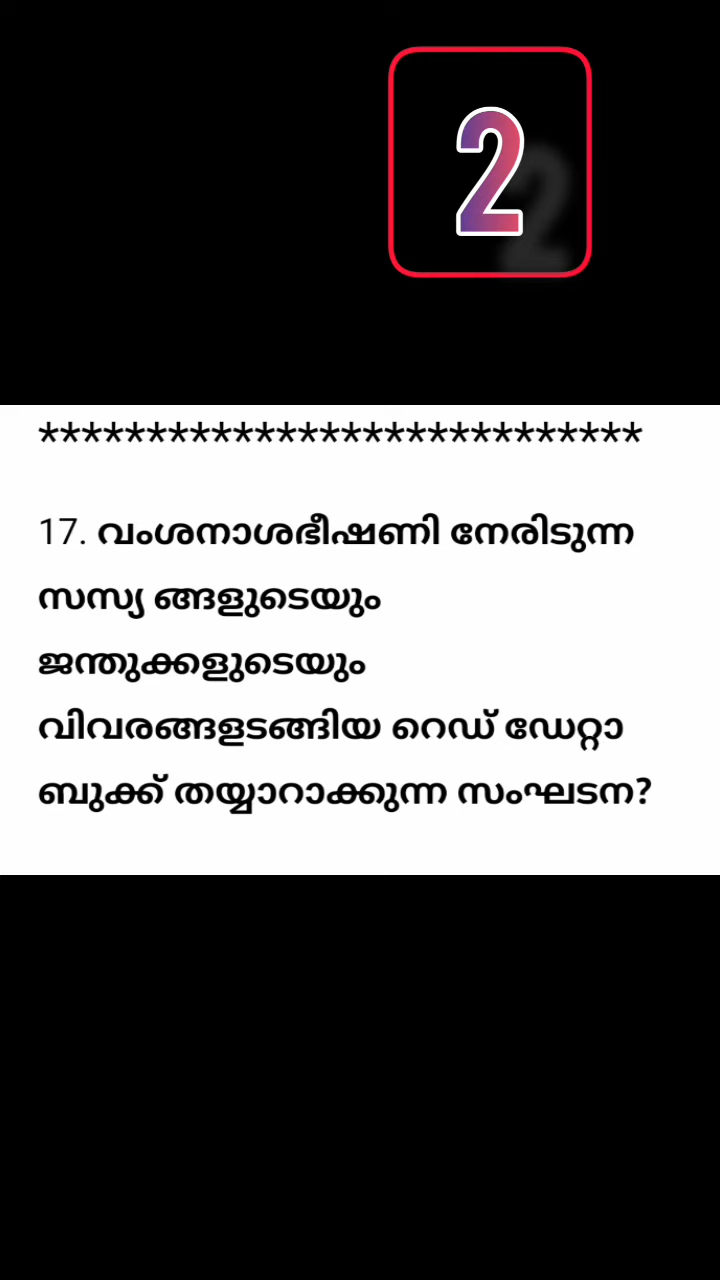 2
****************************
17. വംശനാശഭീഷണി നേരിടുന്ന
സസ്യ ങ്ങളുടെയും
ജന്തുക്കളുടെയും
വിവരങ്ങളടങ്ങിയ റെഡ് ഡേറ്റാ
ബുക്ക് തയ്യാറാക്കുന്ന സംഘടന?